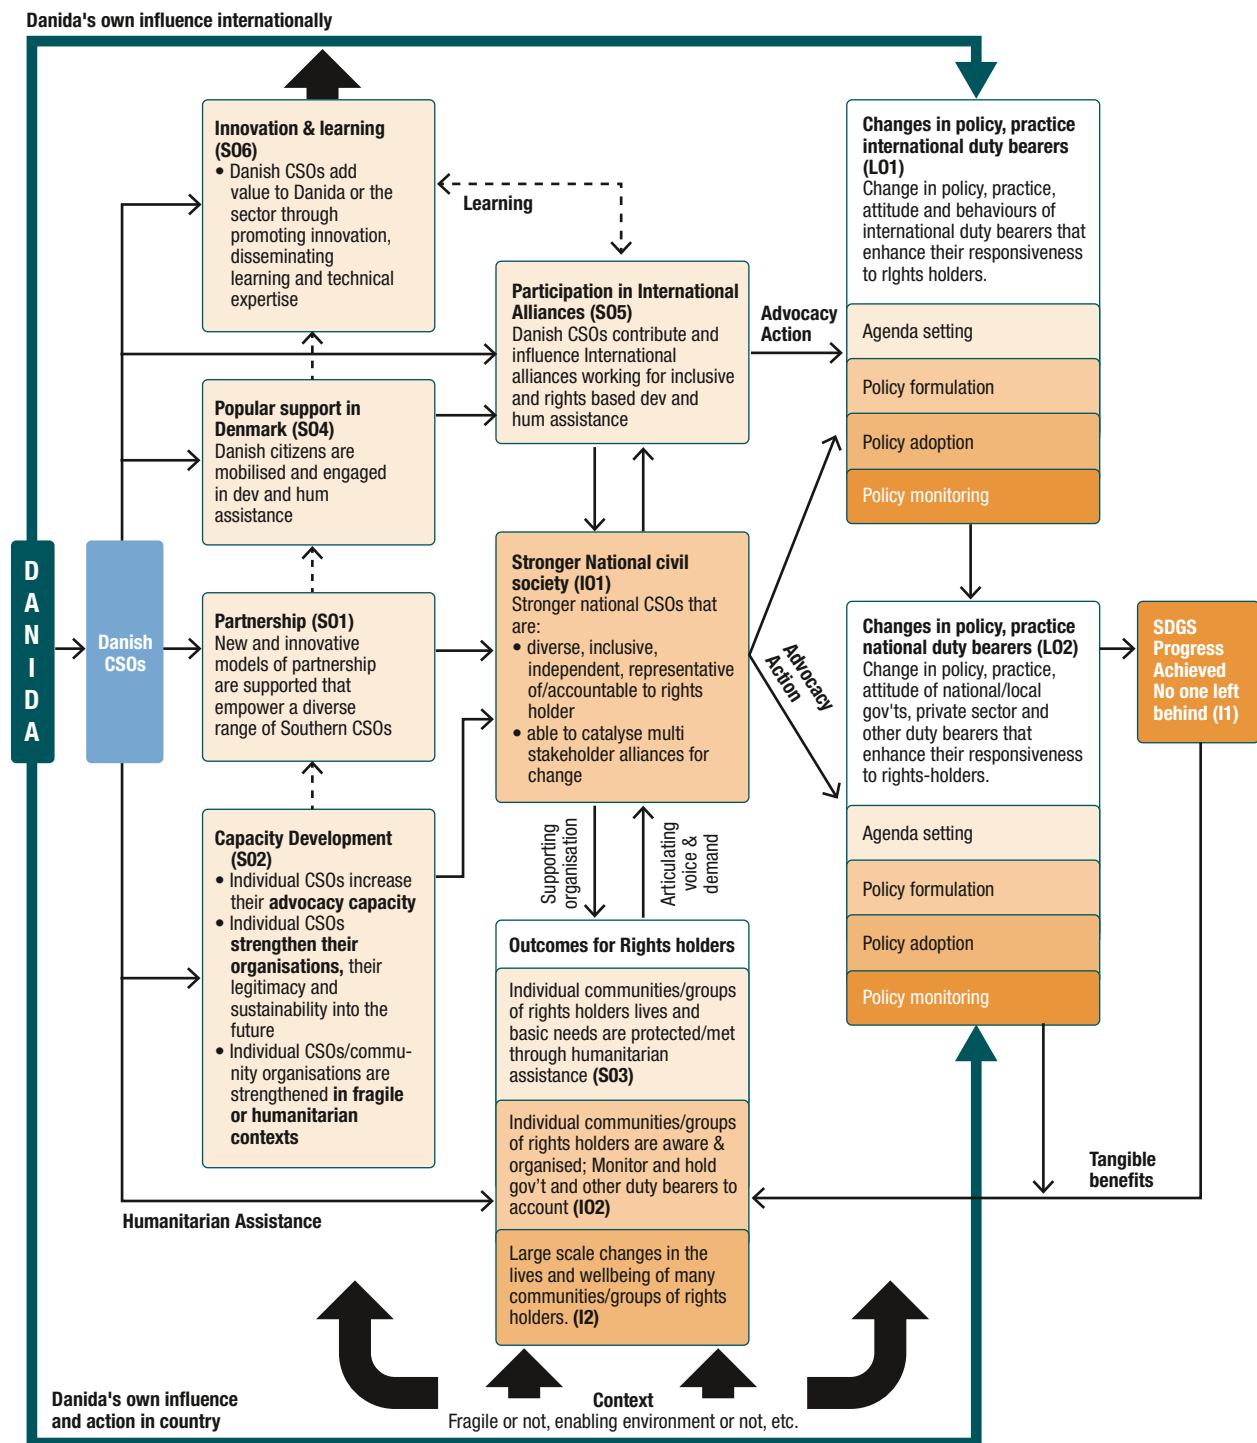 Danida's own influence internationally
Innovation & learning
(SO6)
• Danish CSOs add
value to Danida or the
sector through
promoting innovation,
disseminating
learning and technical
expertise
Learning
Changes in policy, practice
international duty bearers
(LO1)
Change in policy, practice,
attitude and behaviours of
international duty bearers that
enhance their responsiveness
to rights holders.
Agenda setting
Policy formulation
Policy adoption
Policy monitoring
Participation in International
Alliances (SO5)
Danish CSOs contribute and
influence International
alliances working for inclusive
and rights based dev and
hum assistance
Advocacy
Action
Popular support in
Denmark (SO4)
Danish citizens are
mobilised and engaged
in dev and hum
assistance
DANIDA
Danish
CSOs
Partnership (SO1)
New and innovative
models of partnership
are supported that
empower a diverse
range of Southern CSOs
Stronger National civil
society (IO1)
Stronger national CSOs that
are:
• diverse, inclusive,
independent, representative
of/accountable to rights
holder
• able to catalyse multi
stakeholder alliances for
change
Advocacy
Action
Changes in policy, practice
national duty bearers (LO2)
Change in policy, practice,
attitude of national/local
gov'ts, private sector and
other duty bearers that
enhance their responsiveness
to rights-holders.
Agenda setting
Policy formulation
Policy adoption
Policy monitoring
SDGS
Progress
Achieved
No one left
behind (I1)
Capacity Development
(SO2)
• Individual CSOs increase
their advocacy capacity
• Individual CSOs
strengthen their
organisations, their
legitimacy and
sustainability into the
future
• Individual CSOs/commu-
nity organisations are
strengthened in fragile
or humanitarian
contexts
Supporting
organisation
Articulating
voice &
demand
Outcomes for Rights holders
Individual communities/groups
of rights holders lives and
basic needs are protected/met
through humanitarian
assistance (SO3)
Individual communities/groups
of rights holders are aware &
organised; Monitor and hold
gov't and other duty bearers to
account (IO2)
Large scale changes in the
lives and wellbeing of many
communities/groups of rights
holders. (I2)
Humanitarian Assistance
Tangible
benefits
Danida's own influence
and action in country
Context
Fragile or not, enabling environment or not, etc.